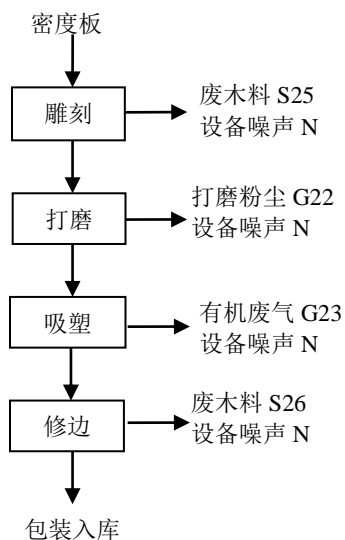 密度板
雕刻
废木料 S25
设备噪声 N
打磨
打磨粉尘 G22
设备噪声 N
吸塑
有机废气 G23
设备噪声 N
修边
废木料 S26
设备噪声 N
包装入库